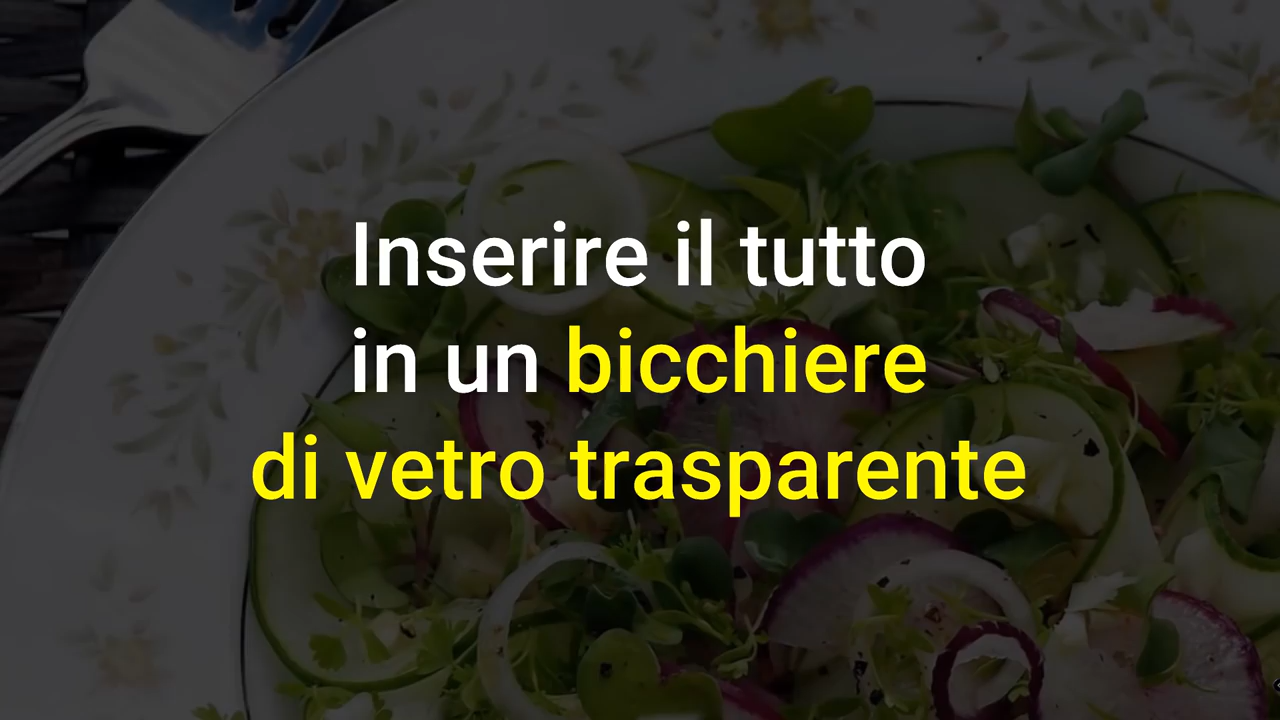 Inserire il tutto
in un bicchiere
di vetro trasparente